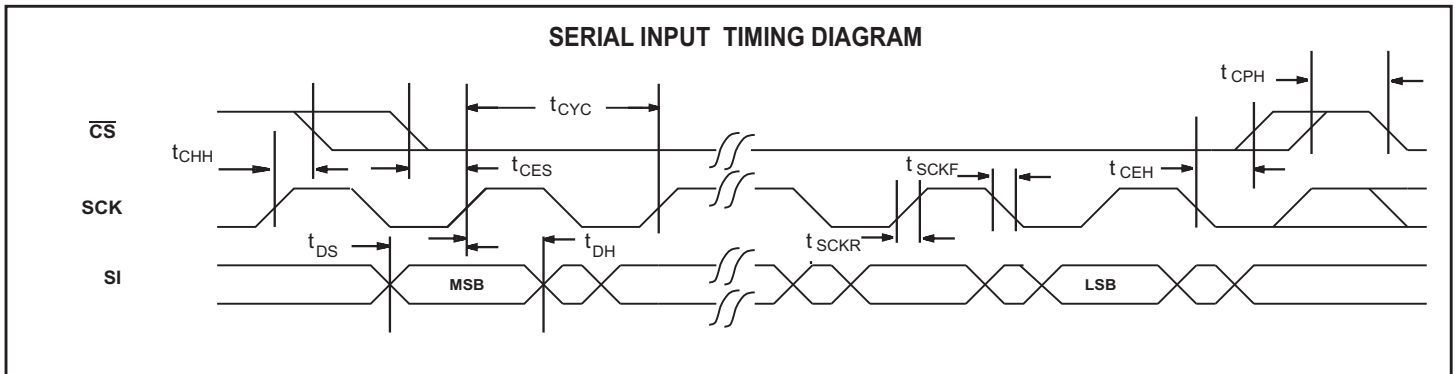 SERIAL INPUT TIMING DIAGRAM
t CPH
t CYC
CS
t CHH
t CES
t SCKF
t CEH
SCK
t DS
t DH
t SCKR
SI
MSB
LSB